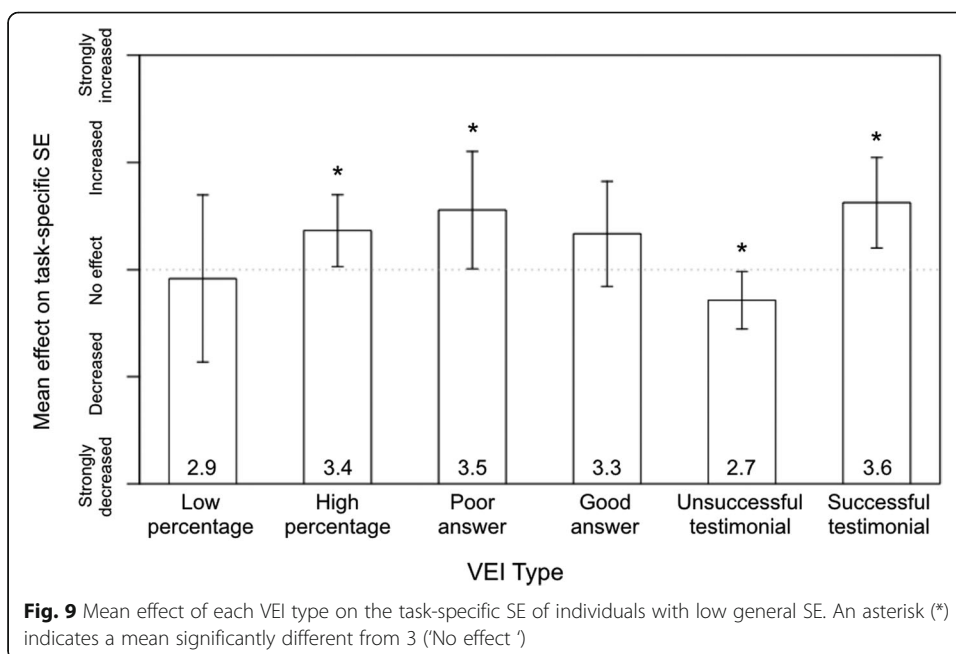 Mean effect on task-specific SE
Strongly
increased
Increased
No effect
Decreased
Strongly
decreased
*
*
*
*
2.9
3.4
3.5
3.3
2.7
3.6
Low
percentage
High
percentage
Poor
answer
Good
answer
Unsuccessful
testimonial
Successful
testimonial
VEI Type
Fig. 9 Mean effect of each VEI type on the task-specific SE of individuals with low general SE. An asterisk (*)
indicates a mean significantly different from 3 (‘No effect ’)